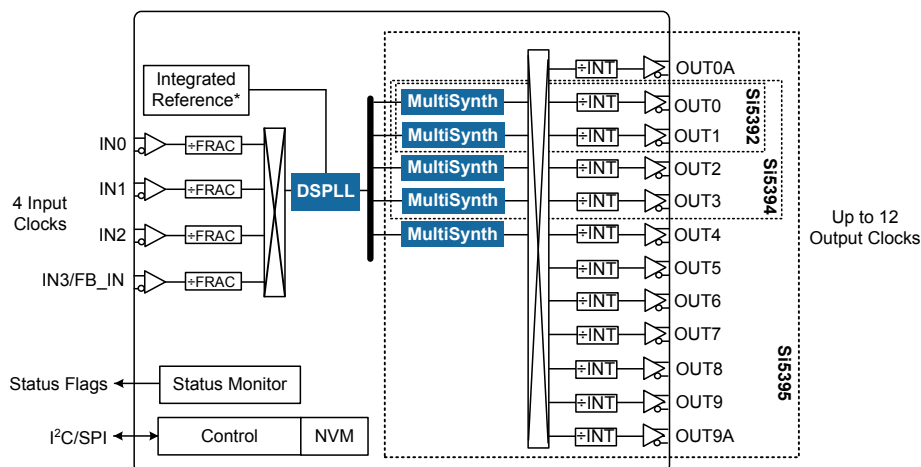 Integrated
Reference*
IN0
÷FRAC
IN1
÷FRAC
4 Input
Clocks
IN2
÷FRAC
IN3/FB_IN
÷FRAC
DSPLL
MultiSynth
MultiSynth
MultiSynth
MultiSynth
MultiSynth
÷INT
OUT0A
÷INT
OUT0
÷INT
OUT1
÷INT
OUT2
÷INT
OUT3
÷INT
OUT4
÷INT
OUT5
÷INT
OUT6
÷INT
OUT7
÷INT
OUT8
÷INT
OUT9
÷INT
OUT9A
Si5392
Si5394
Si5395
Up to 12
Output Clocks
Status Flags
Status Monitor
I²C/SPI
Control
NVM